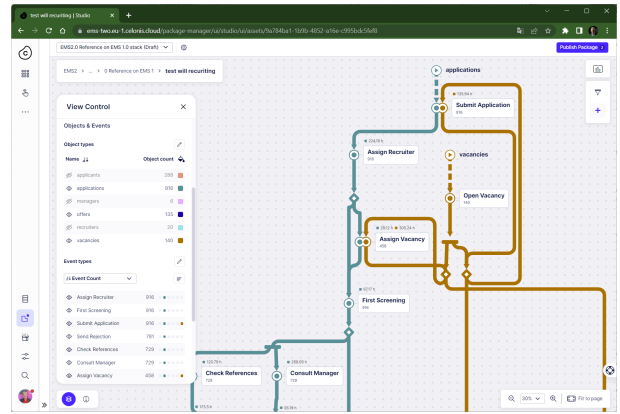 test will recurting | Studio
ems-two.eu-1.celonis.cloud/package-manager/ui/studio/ui/assets/9a784ba1-1b9b-4852-a16e-c995bdc5fef8
EMS2.0 Reference on EMS 1.0 stack (Draft)
Publish Package
EMS2 > ... > 0 Reference on EMS 1 > test will recuriting
View Control
Objects & Events
Object types
Name
Object count
applicants 398
applications 916
managers 6
offers 135
recruiters 20
vacancies 140
Event types
Event Count
Assign Recruiter 916
First Screening 916
Submit Application 916
Send Rejection 781
Check References 729
Consult Manager 729
Assign Vacancy 458
applications
Submit Application
916
Assign Recruiter
916
vacancies
Open Vacancy
140
Assign Vacancy
458
First Screening
916
Check References
729
Consult Manager
729
30%
Fit to page